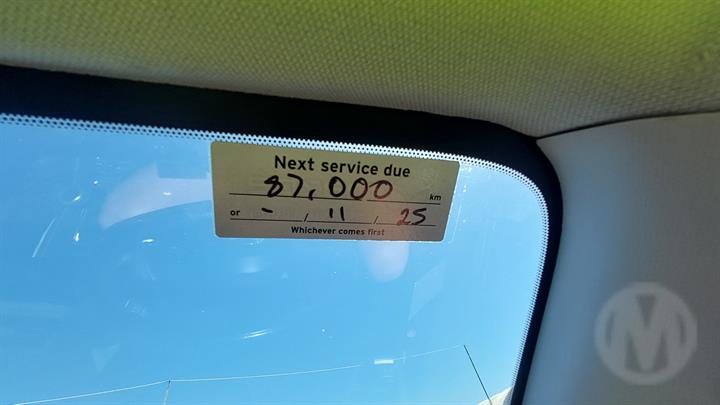 Next service due
87,000 km
or - / 11 / 25
Whichever comes first
M